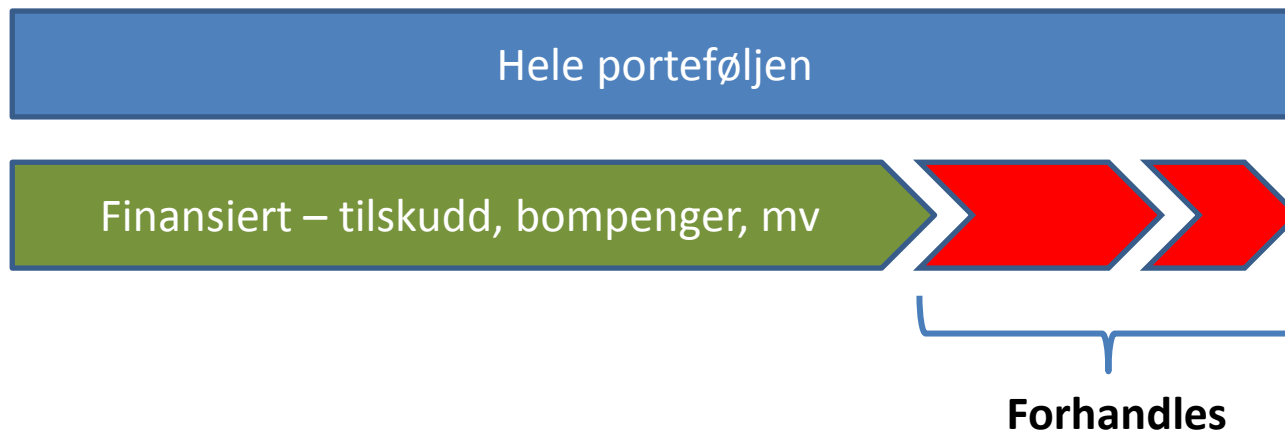 Hele porteføljen
Finansiert – tilskudd, bompenger, mv
Forhandles